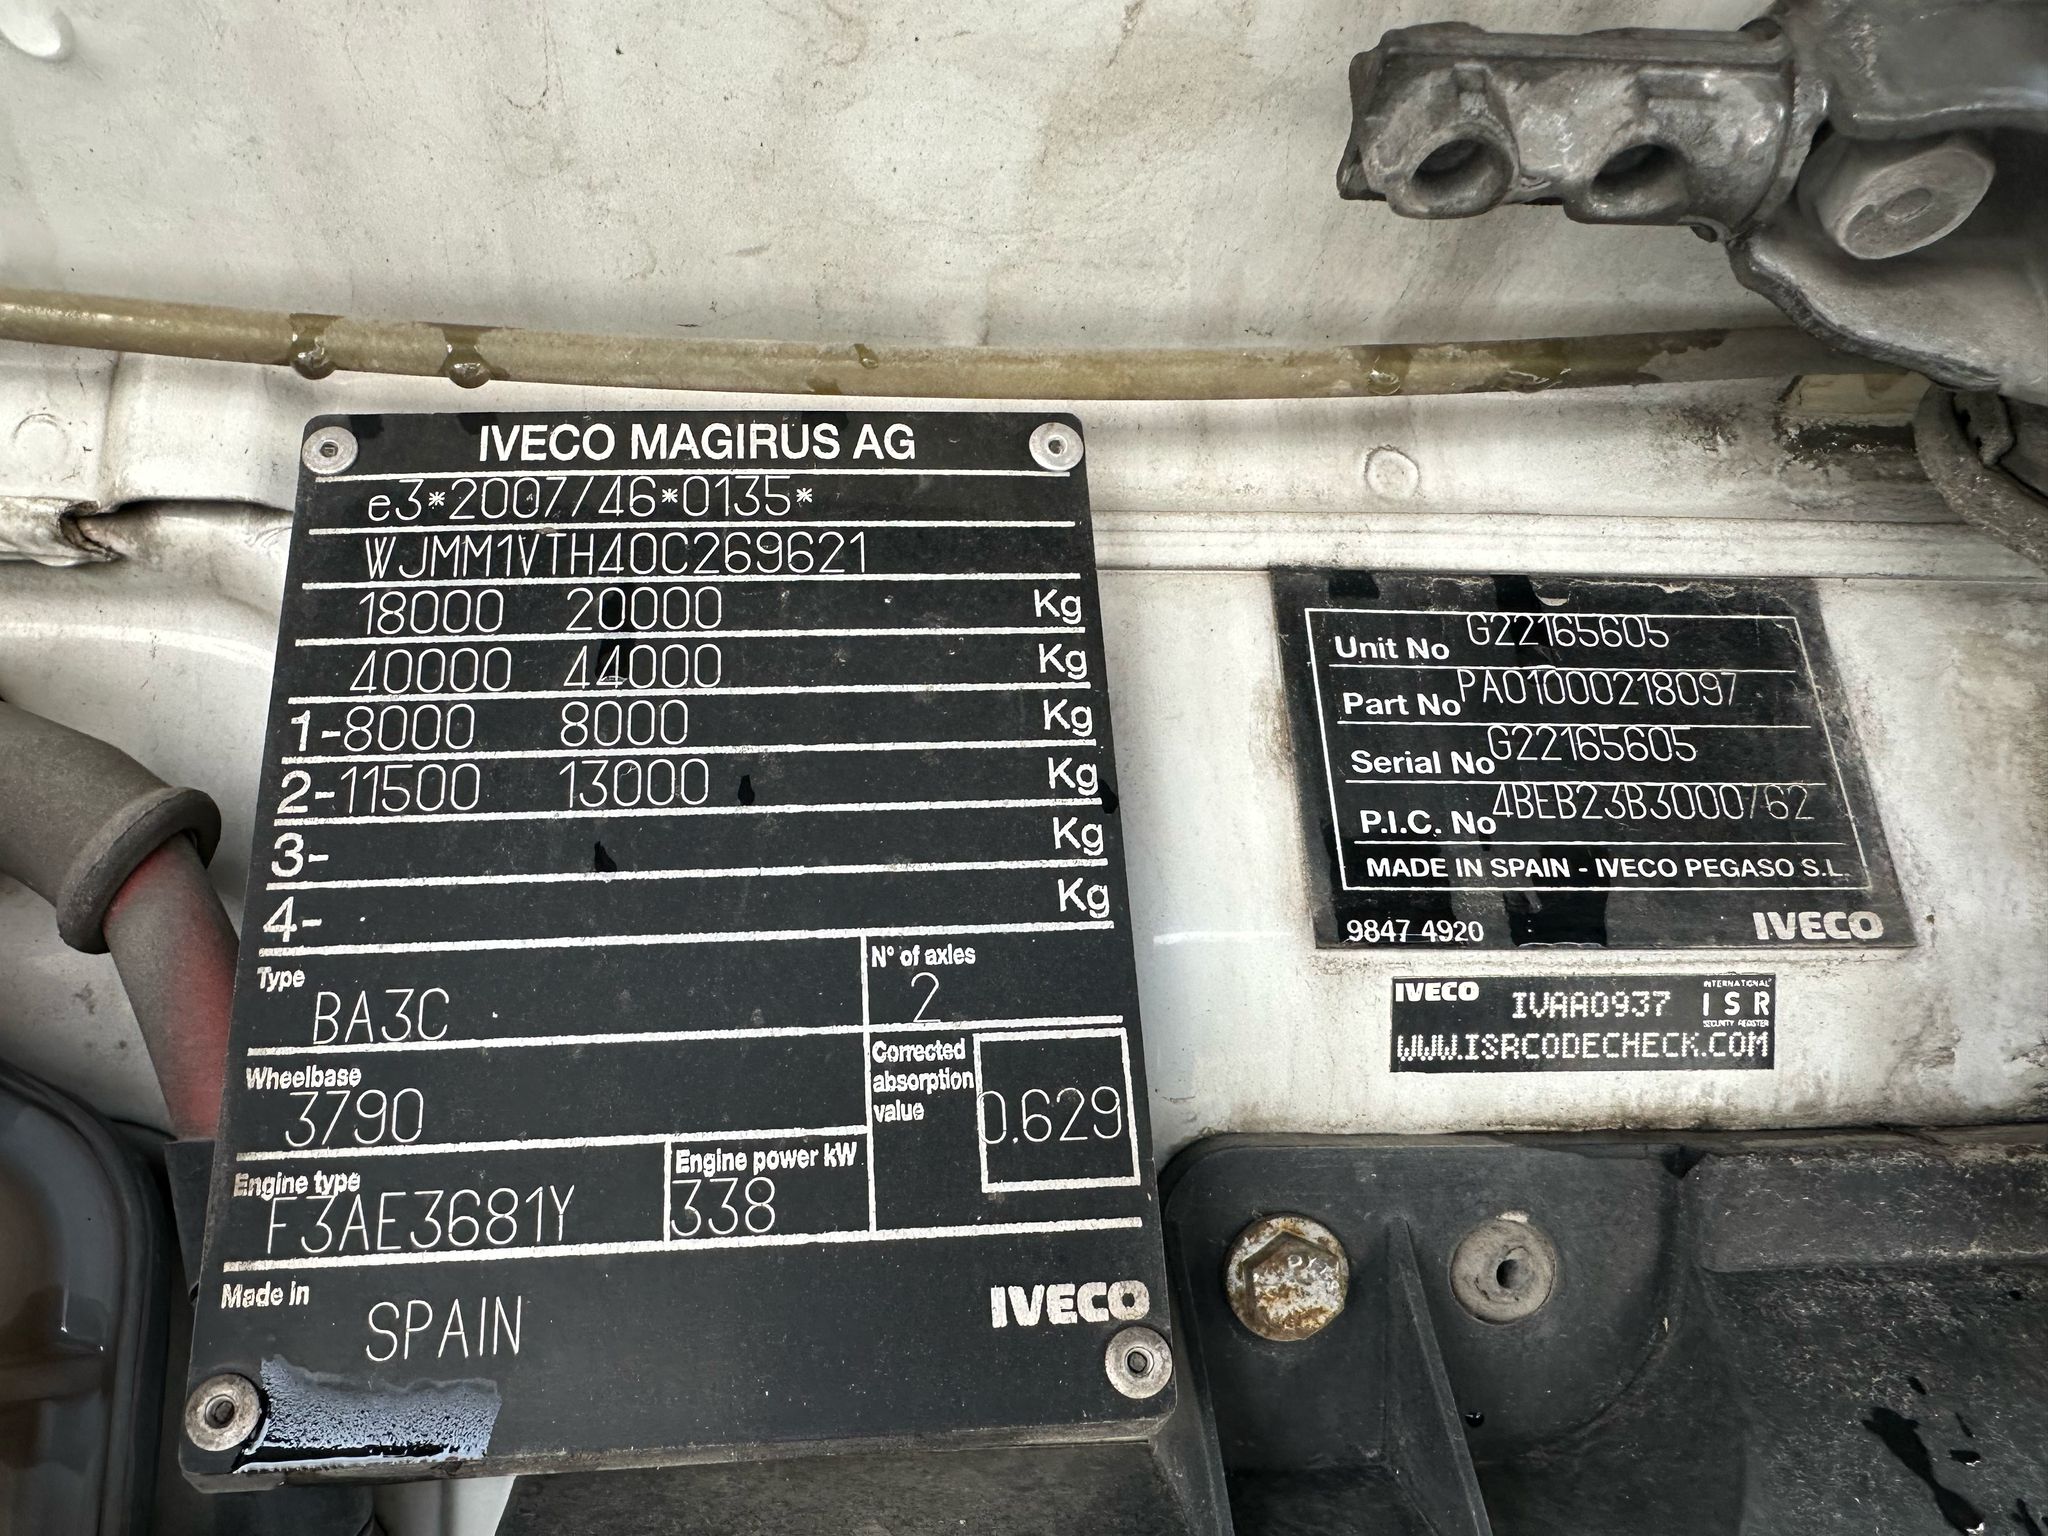 IVECO MAGIRUS AG
e3*2007/46*0135*
WJMM1VTH40C269621
18000 20000 Kg
40000 44000 Kg
1-8000 8000 Kg
2-11500 13000 Kg
3- Kg
4- Kg
Type BA3C
N° of axles 2
Wheelbase 3790
Corrected absorption value 0.629
Engine type F3AE3681Y
Engine power kW 338
Made in SPAIN
IVECO
Unit No G22165605
Part No PA01000218097
Serial No G22165605
P.I.C. No 4BEB23B3000762
MADE IN SPAIN - IVECO PEGASO S.L.
9847 4920 IVECO
IVECO IVAA0937 INTERNATIONAL ISR SECURITY REGISTER
WWW.ISRCODECHECK.COM